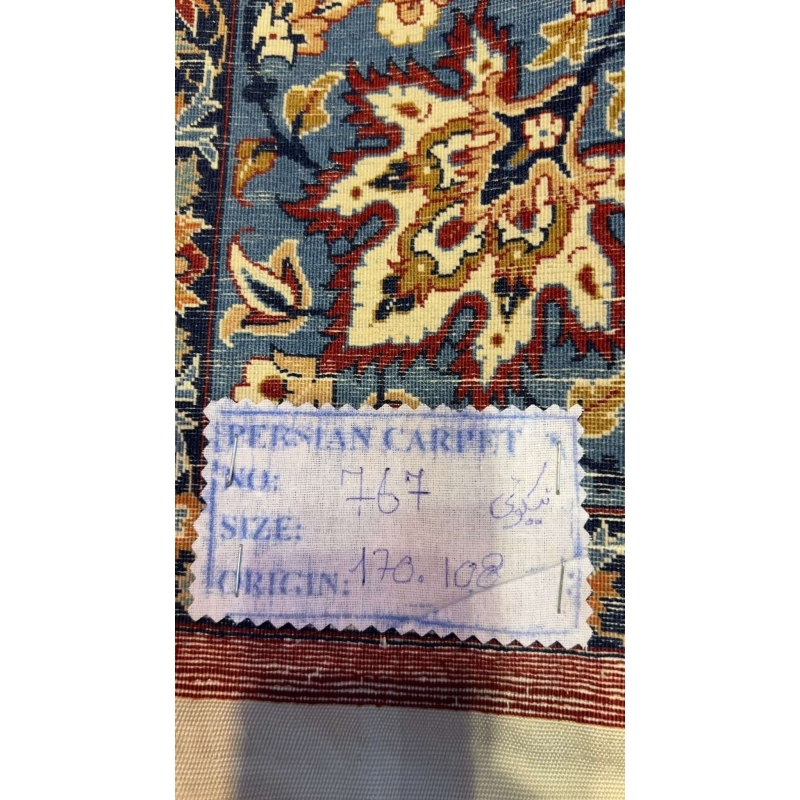 PERSIAN CARPET
NO: 767
SIZE:
ORIGIN: 170.108